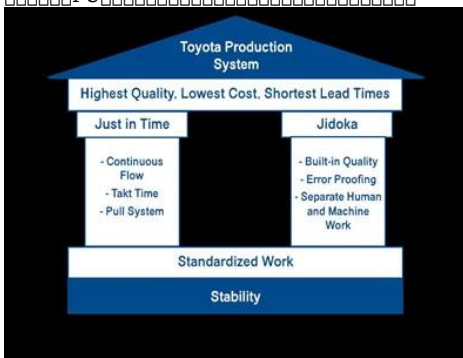 Toyota Production
System
Highest Quality, Lowest Cost, Shortest Lead Times
Just in Time
- Continuous
Flow
- Takt Time
- Pull System
Jidoka
- Built-in Quality
- Error Proofing
- Separate Human
and Machine
Work
Standardized Work
Stability